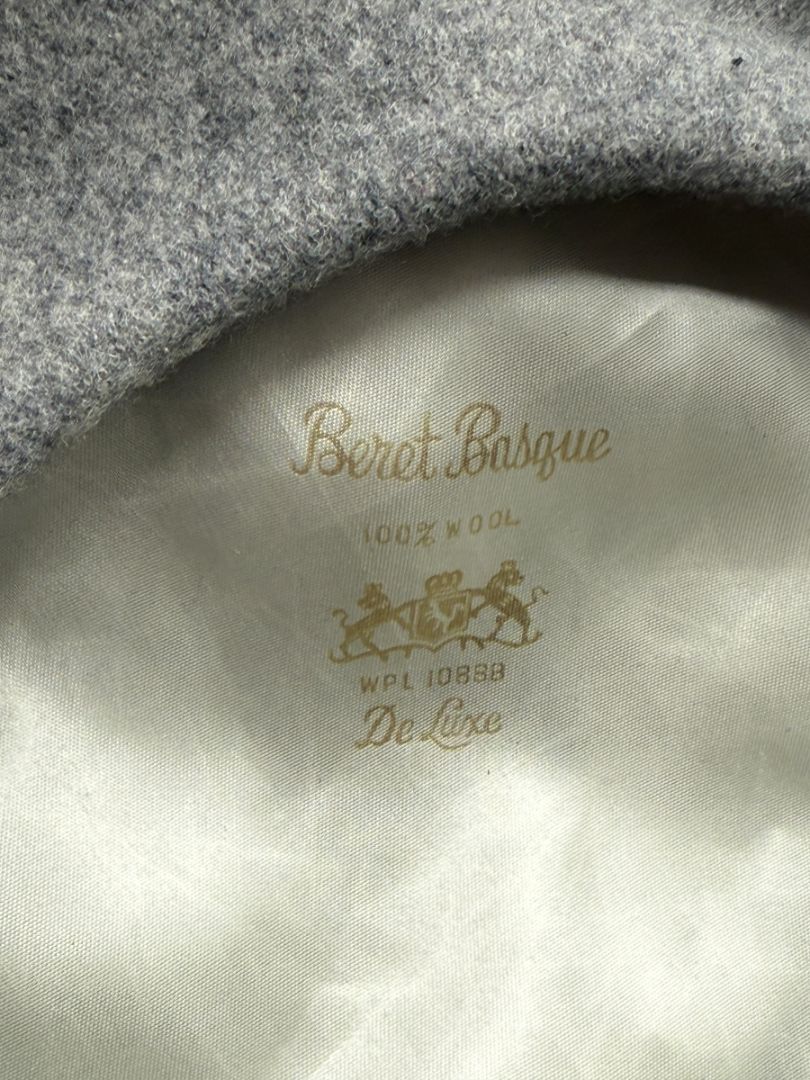 Beret Basque
100% WOOL
WPL 10888
De Luxe